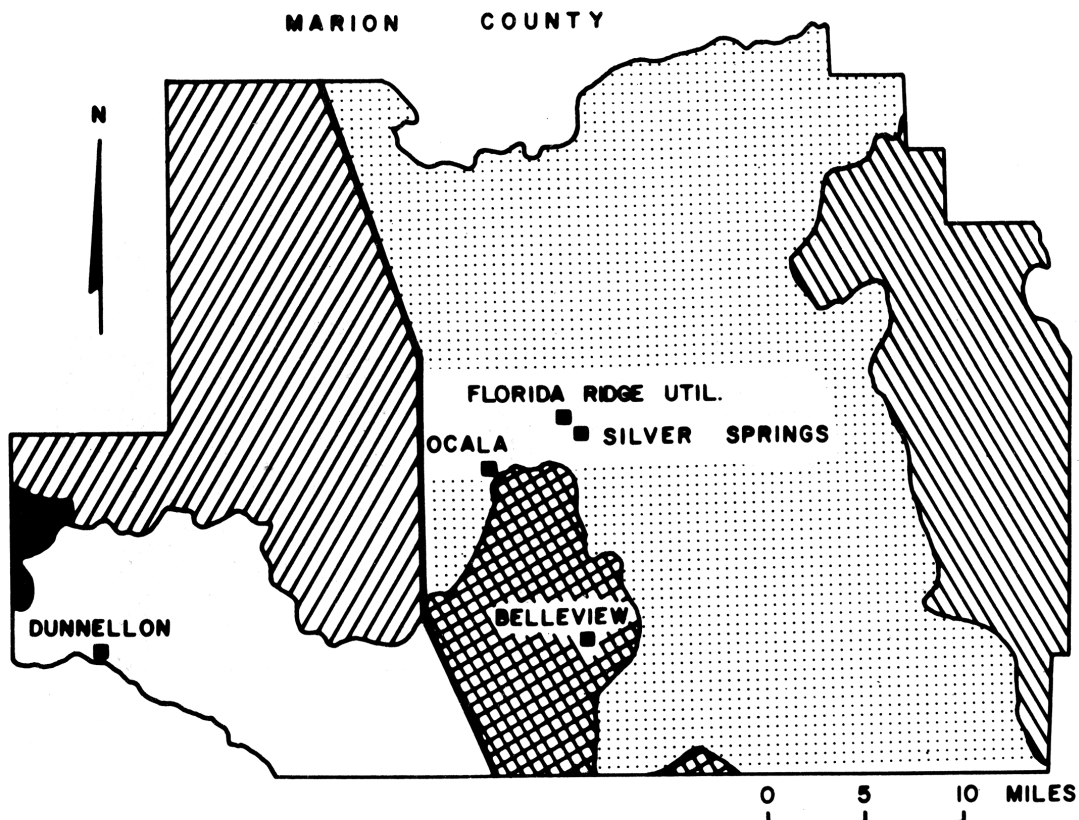 MARION COUNTY
N
FLORIDA RIDGE UTIL.
SILVER SPRINGS
OCALA
BELLEVIEW
DUNNELLON
0 5 10 MILES